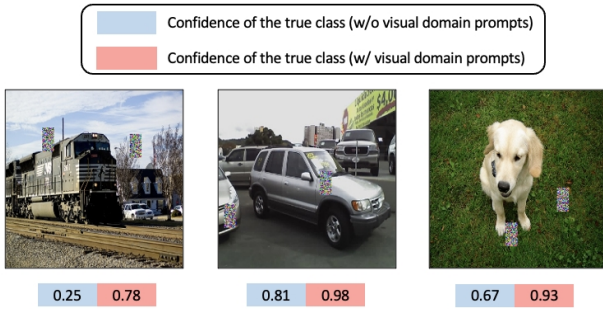 Confidence of the true class (w/o visual domain prompts)
Confidence of the true class (w/ visual domain prompts)
0.25 0.78 0.81 0.98 0.67 0.93